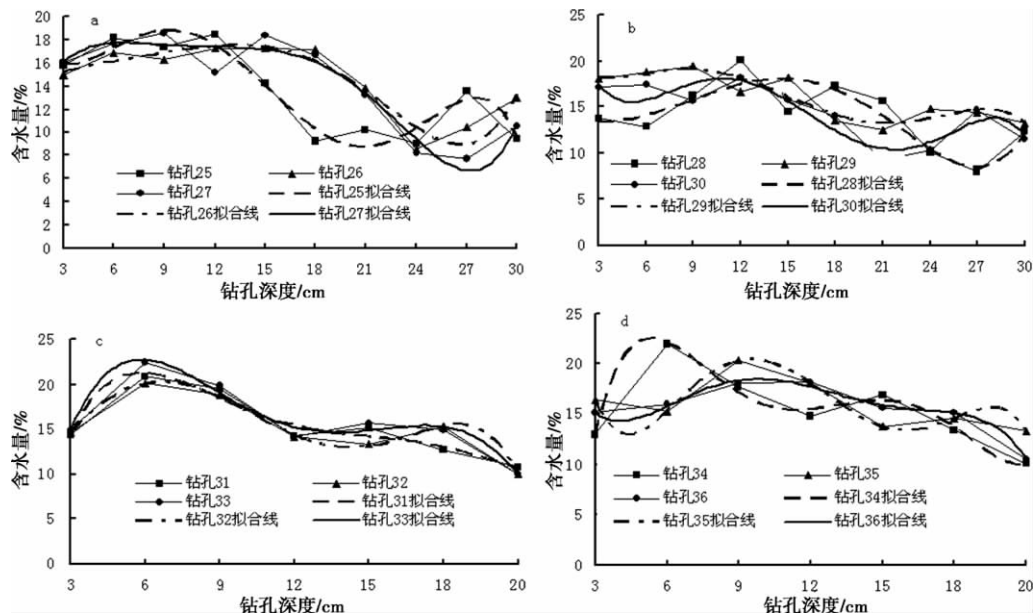 a
20
18
16
14
12
10
8
6
4
2
0
含水量/%
钻孔25 钻孔26
钻孔27 钻孔25拟合线
钻孔26拟合线 钻孔27拟合线
3 6 9 12 15 18 21 24 27 30
钻孔深度/cm
b
25
20
15
10
5
0
含水量/%
钻孔28 钻孔29
钻孔30 钻孔28拟合线
钻孔29拟合线 钻孔30拟合线
3 6 9 12 15 18 21 24 27 30
钻孔深度/cm
c
25
20
15
10
5
0
含水量/%
钻孔31 钻孔32
钻孔33 钻孔31拟合线
钻孔32拟合线 钻孔33拟合线
3 6 9 12 15 18 20
钻孔深度/cm
d
25
20
15
10
5
0
含水量/%
钻孔34 钻孔35
钻孔36 钻孔34拟合线
钻孔35拟合线 钻孔36拟合线
3 6 9 12 15 18 20
钻孔深度/cm